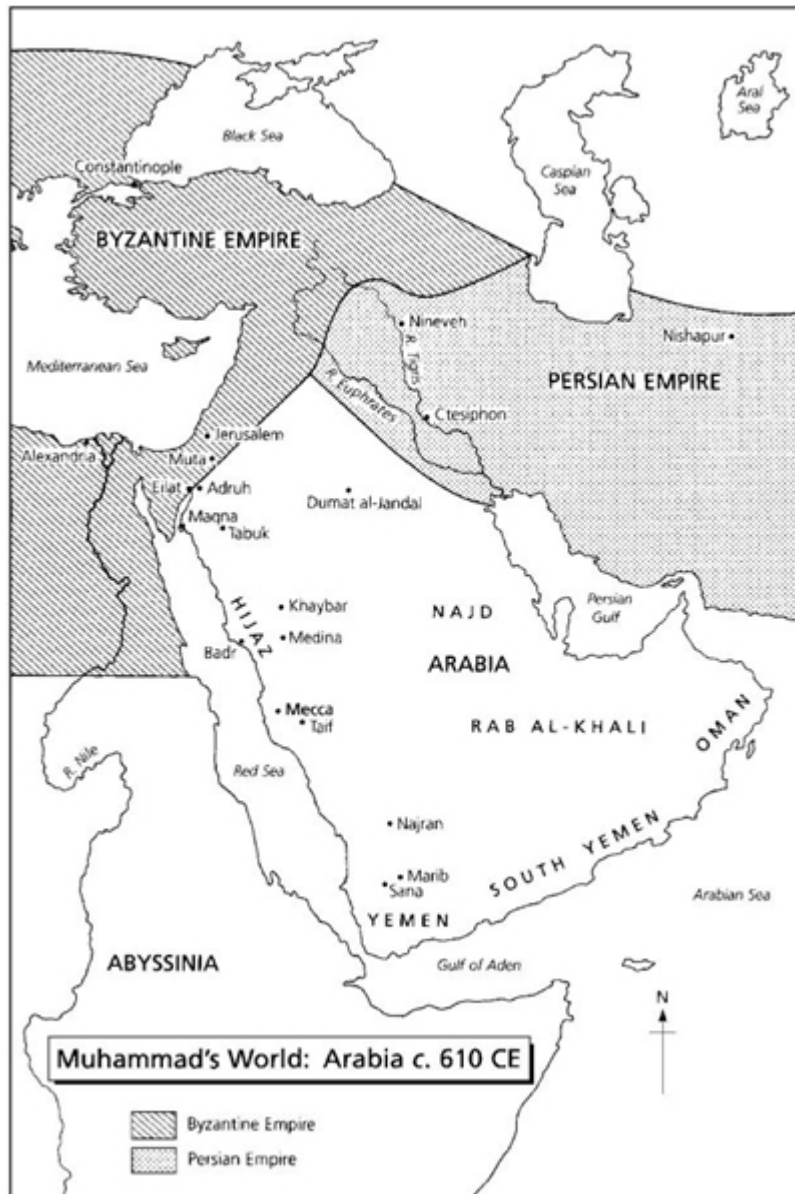 Black Sea
Aral
Sea
Caspian
Sea
Constantinople
BYZANTINE EMPIRE
Nineveh
Nishapur
R. Tigris
Mediterranean Sea
PERSIAN EMPIRE
R. Euphrates
Ctesiphon
Jerusalem
Alexandria
Muta
Eilat
Adruh
Dumat al-Jandal
Maqna
Tabuk
HIJAZ
Khaybar
NAJD
Persian
Gulf
Medina
Badr
ARABIA
Mecca
Taif
RAB AL-KHALI
OMAN
R. Nile
Red Sea
Najran
SOUTH YEMEN
Marib
Sana
Arabian Sea
YEMEN
ABYSSINIA
Gulf of Aden
N
Muhammad's World: Arabia c. 610 CE
Byzantine Empire
Persian Empire